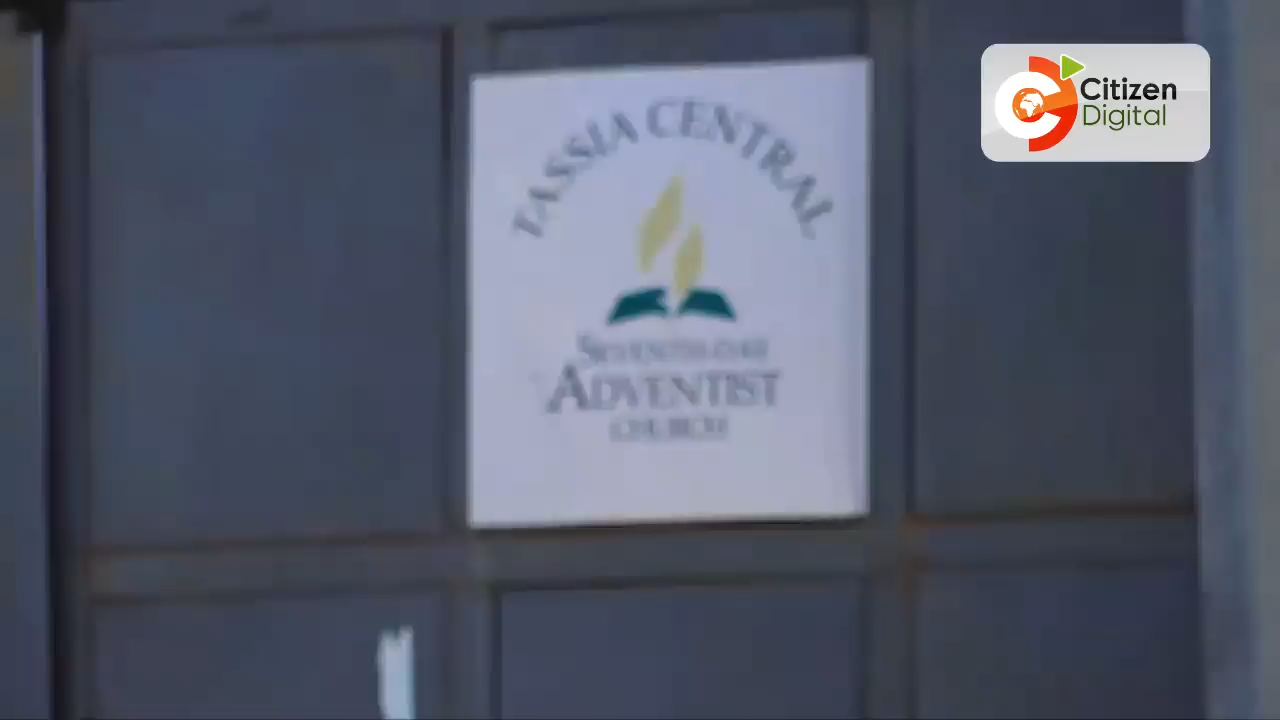 TASSIA CENTRAL
SEVENTH-DAY
ADVENTIST
CHURCH
Citizen
Digital